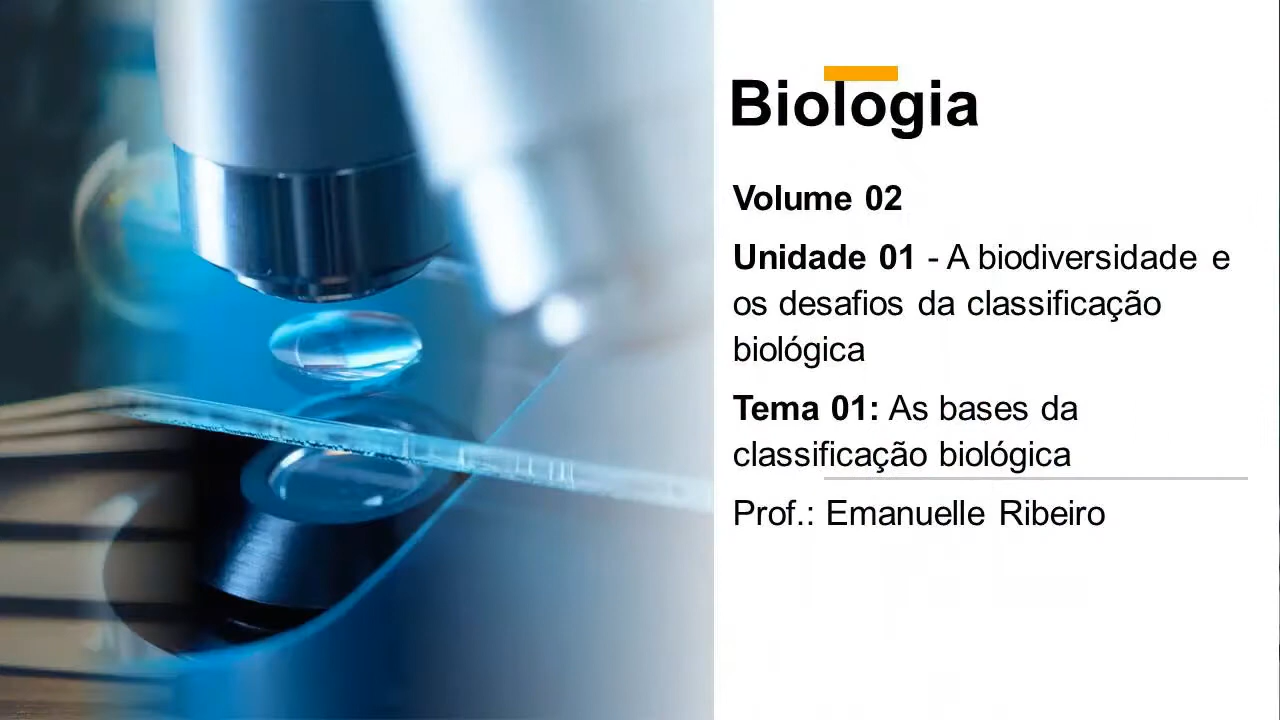 Biologia
Volume 02
Unidade 01 - A biodiversidade e
os desafios da classificação
biológica
Tema 01: As bases da
classificação biológica
Prof.: Emanuelle Ribeiro